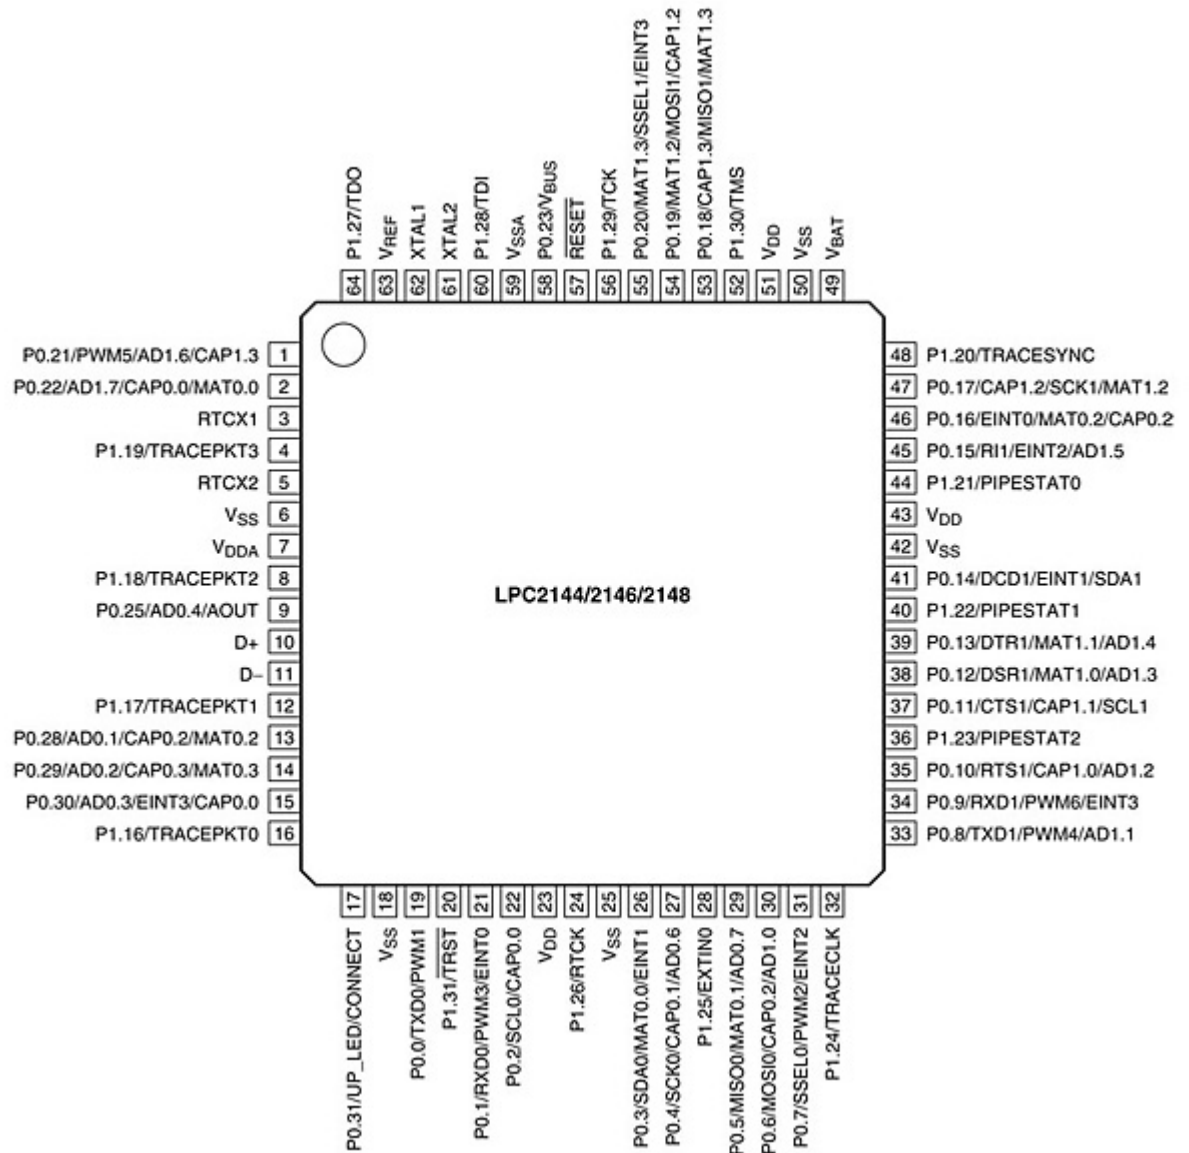 P1.27/TDO
VREF
XTAL1
XTAL2
P1.28/TDI
VSSA
P0.23/VBUS
RESET
P1.29/TCK
P0.20/MAT1.3/SSEL1/EINT3
P0.19/MAT1.2/MOSI1/CAP1.2
P0.18/CAP1.3/MISO1/MAT1.3
P1.30/TMS
VDD
VSS
VBAT
64
63
62
61
60
59
58
57
56
55
54
53
52
51
50
49
P0.21/PWM5/AD1.6/CAP1.3 1
P0.22/AD1.7/CAP0.0/MAT0.0 2
RTCX1 3
P1.19/TRACEPKT3 4
RTCX2 5
VSS 6
VDDA 7
P1.18/TRACEPKT2 8
P0.25/AD0.4/AOUT 9
D+ 10
D− 11
P1.17/TRACEPKT1 12
P0.28/AD0.1/CAP0.2/MAT0.2 13
P0.29/AD0.2/CAP0.3/MAT0.3 14
P0.30/AD0.3/EINT3/CAP0.0 15
P1.16/TRACEPKT0 16
LPC2144/2146/2148
48 P1.20/TRACESYNC
47 P0.17/CAP1.2/SCK1/MAT1.2
46 P0.16/EINT0/MAT0.2/CAP0.2
45 P0.15/RI1/EINT2/AD1.5
44 P1.21/PIPESTAT0
43 VDD
42 VSS
41 P0.14/DCD1/EINT1/SDA1
40 P1.22/PIPESTAT1
39 P0.13/DTR1/MAT1.1/AD1.4
38 P0.12/DSR1/MAT1.0/AD1.3
37 P0.11/CTS1/CAP1.1/SCL1
36 P1.23/PIPESTAT2
35 P0.10/RTS1/CAP1.0/AD1.2
34 P0.9/RXD1/PWM6/EINT3
33 P0.8/TXD1/PWM4/AD1.1
17
18
19
20
21
22
23
24
25
26
27
28
29
30
31
32
P0.31/UP_LED/CONNECT
VSS
P0.0/TXD0/PWM1
P1.31/TRST
P0.1/RXD0/PWM3/EINT0
P0.2/SCL0/CAP0.0
VDD
P1.26/RTCK
VSS
P0.3/SDA0/MAT0.0/EINT1
P0.4/SCK0/CAP0.1/AD0.6
P1.25/EXTIN0
P0.5/MISO0/MAT0.1/AD0.7
P0.6/MOSI0/CAP0.2/AD1.0
P0.7/SSEL0/PWM2/EINT2
P1.24/TRACECLK